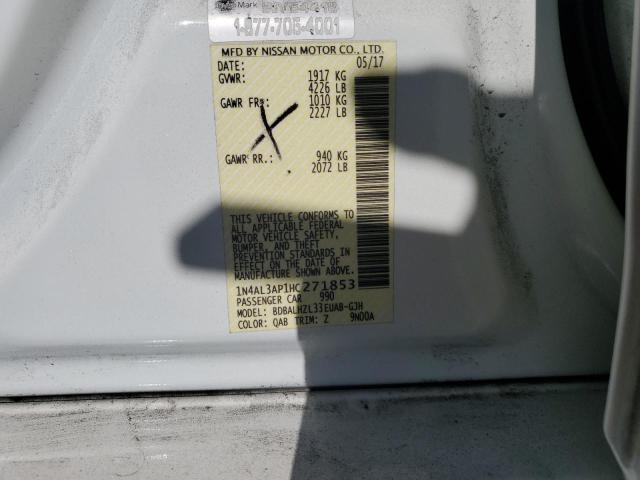 Mark
1-877-705-4001
MFD BY NISSAN MOTOR CO., LTD.
DATE: 05/17
GVWR: 1917 KG
4226 LB
GAWR FR.: 1010 KG
2227 LB
GAWR RR.: 940 KG
2072 LB
THIS VEHICLE CONFORMS TO
ALL APPLICABLE FEDERAL
MOTOR VEHICLE SAFETY,
BUMPER, AND THEFT
PREVENTION STANDARDS IN
EFFECT ON THE DATE OF
MANUFACTURE SHOWN ABOVE.
1N4AL3AP1HC271853
PASSENGER CAR 990
MODEL: BDBALHZL33EUAB-GJH
COLOR: QAB TRIM: Z 9N00A